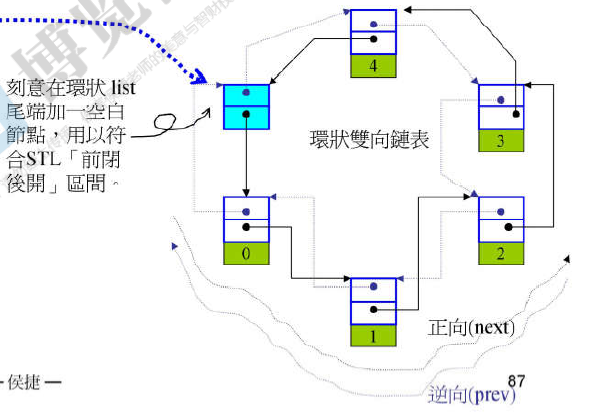 博览
刻意在環狀 list
尾端加一空白
節點，用以符
合STL「前閉
後開」區間。
4
環狀雙向鏈表
3
0
2
1
正向(next)
侯捷
87
逆向(prev)